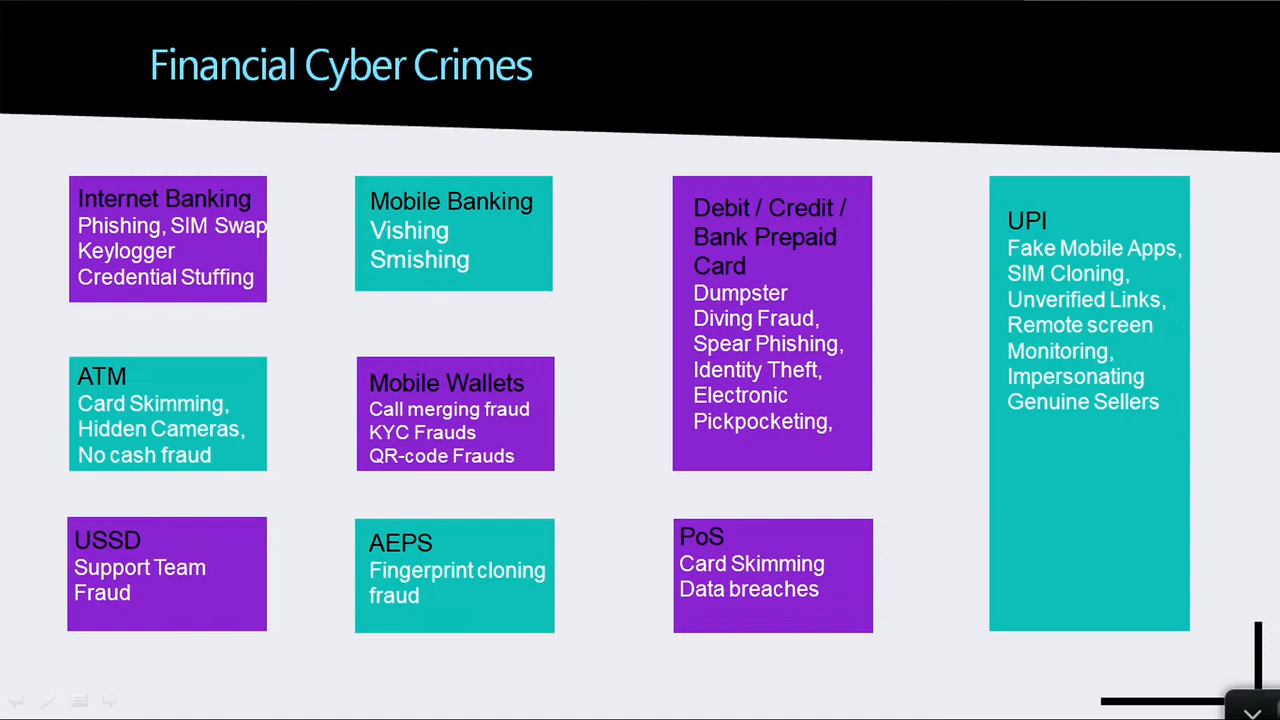 Financial Cyber Crimes
Internet Banking
Phishing, SIM Swap
Keylogger
Credential Stuffing
Mobile Banking
Vishing
Smishing
Debit / Credit /
Bank Prepaid
Card
Dumpster
Diving Fraud,
Spear Phishing,
Identity Theft,
Electronic
Pickpocketing,
UPI
Fake Mobile Apps,
SIM Cloning,
Unverified Links,
Remote screen
Monitoring,
Impersonating
Genuine Sellers
ATM
Card Skimming,
Hidden Cameras,
No cash fraud
Mobile Wallets
Call merging fraud
KYC Frauds
QR-code Frauds
USSD
Support Team
Fraud
AEPS
Fingerprint cloning
fraud
PoS
Card Skimming
Data breaches